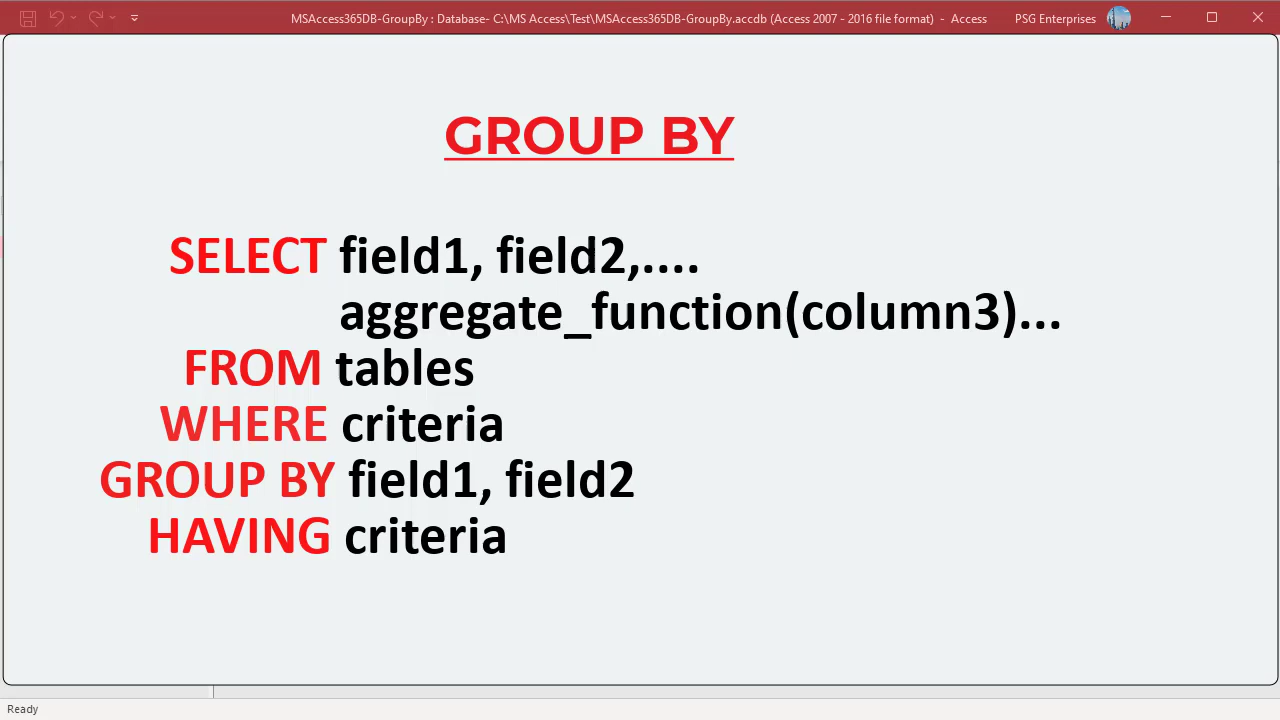 MSAccess365DB-GroupBy : Database- C:\MS Access\Test\MSAccess365DB-GroupBy.accdb (Access 2007 - 2016 file format) - Access PSG Enterprises
GROUP BY
SELECT field1, field2,....
aggregate_function(column3)...
FROM tables
WHERE criteria
GROUP BY field1, field2
HAVING criteria
Ready